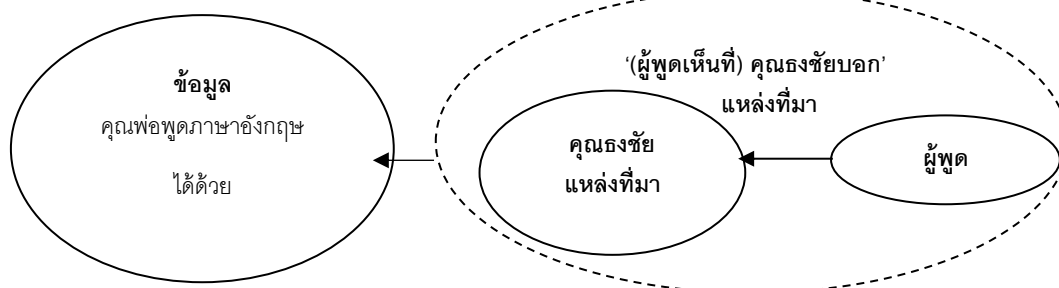 ข้อมูล
คุณพ่อพูดภาษาอังกฤษ
ได้ด้วย
‘(ผู้พูดเห็นที่) คุณธงชัยบอก’
แหล่งที่มา
คุณธงชัย
แหล่งที่มา
ผู้พูด